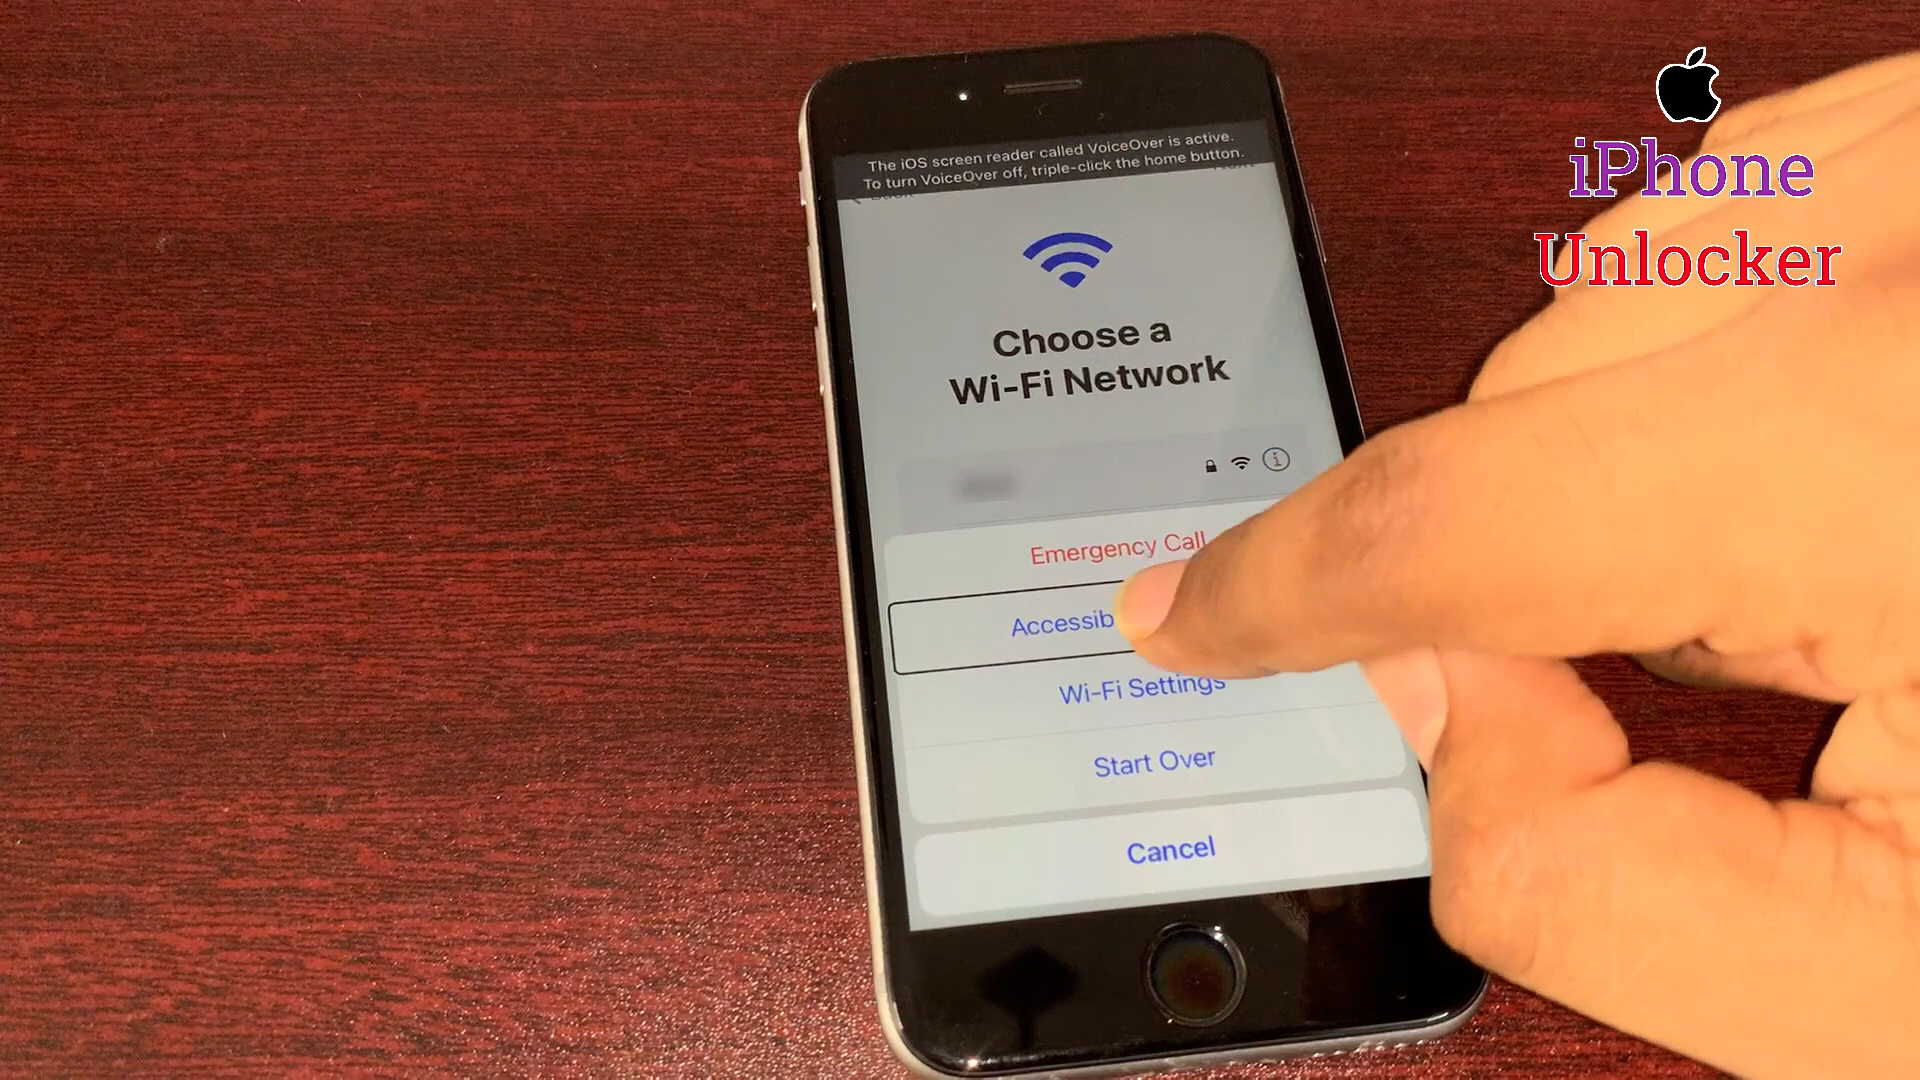 The iOS screen reader called VoiceOver is active.
To turn VoiceOver off, triple-click the home button.
Choose a
Wi-Fi Network
Emergency Call
Accessib
Wi-Fi Settings
Start Over
Cancel
iPhone
Unlocker